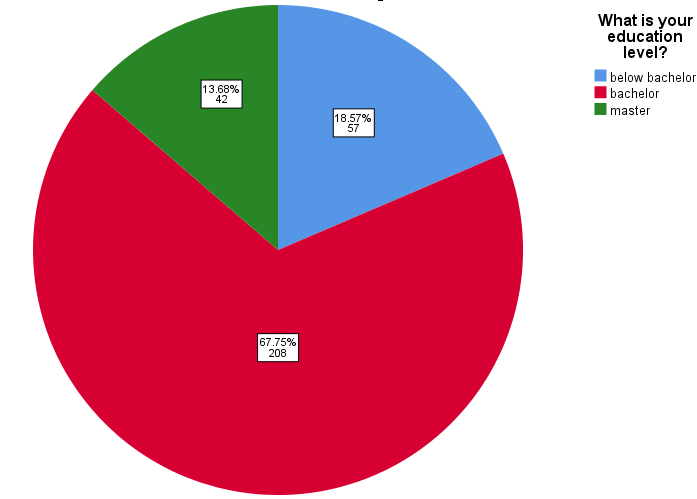 What is your
education
level?
below bachelor
bachelor
master
13.68%
42
18.57%
57
67.75%
208